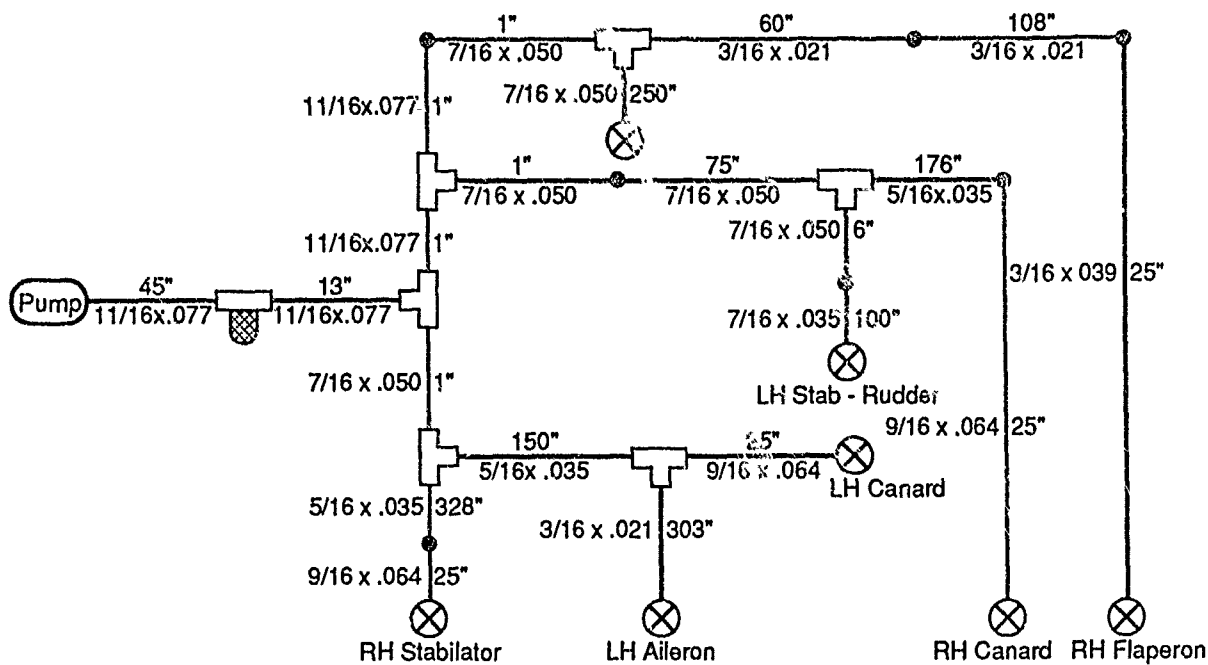 1" 60" 108"
7/16 x .050 3/16 x .021 3/16 x .021
7/16 x .050 250"
11/16x.077 1"
1" 75" 176"
7/16 x .050 7/16 x .050 5/16x.035
7/16 x .050 6"
11/16x.077 1"
3/16 x 039 25"
45" 13"
Pump
11/16x.077 11/16x.077
7/16 x .035 100"
7/16 x .050 1"
LH Stab - Rudder
9/16 x .064 25"
150"
5/16x .035 9/16 x .064
LH Canard
5/16 x .035 328"
3/16 x .021 303"
9/16 x .064 25"
RH Stabilator LH Aileron RH Canard RH Flaperon